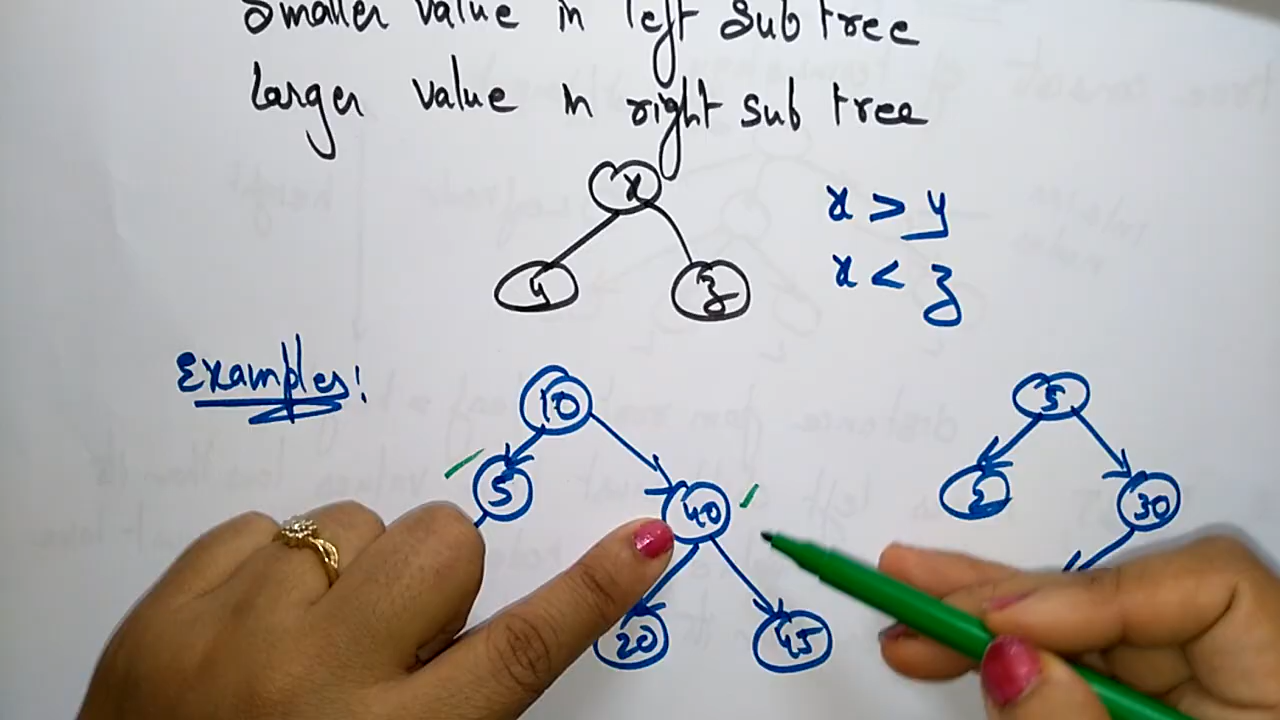 Smaller value in left sub tree
larger value in right sub tree
x
y z
x > y
x < z
Examples:
10
5 40
20 45
5
2 30